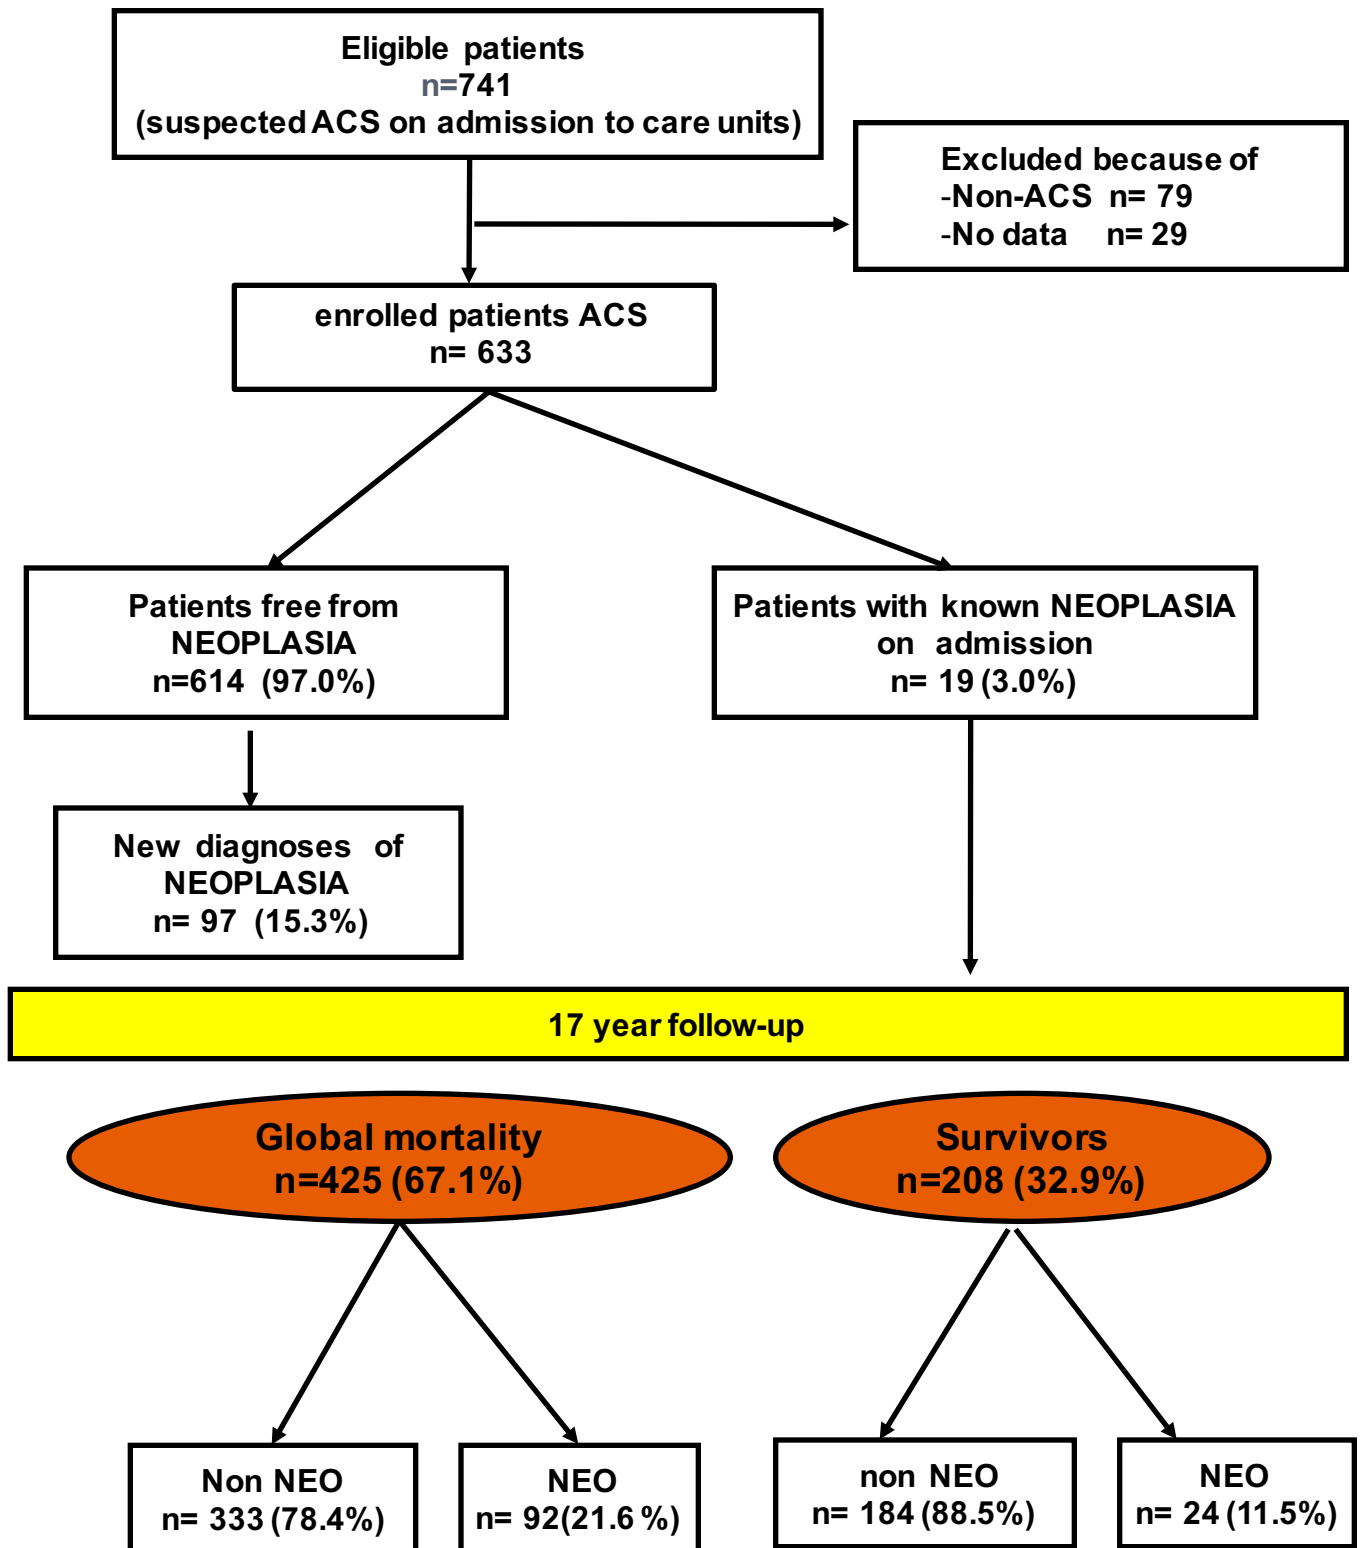 Eligible patients
n=741
(suspected ACS on admission to care units)
Excluded because of
-Non-ACS n= 79
-No data n= 29
enrolled patients ACS
n= 633
Patients free from
NEOPLASIA
n=614 (97.0%)
Patients with known NEOPLASIA
on admission
n= 19 (3.0%)
New diagnoses of
NEOPLASIA
n= 97 (15.3%)
17 year follow-up
Global mortality
n=425 (67.1%)
Survivors
n=208 (32.9%)
Non NEO
n= 333 (78.4%)
NEO
n= 92(21.6 %)
non NEO
n= 184 (88.5%)
NEO
n= 24 (11.5%)